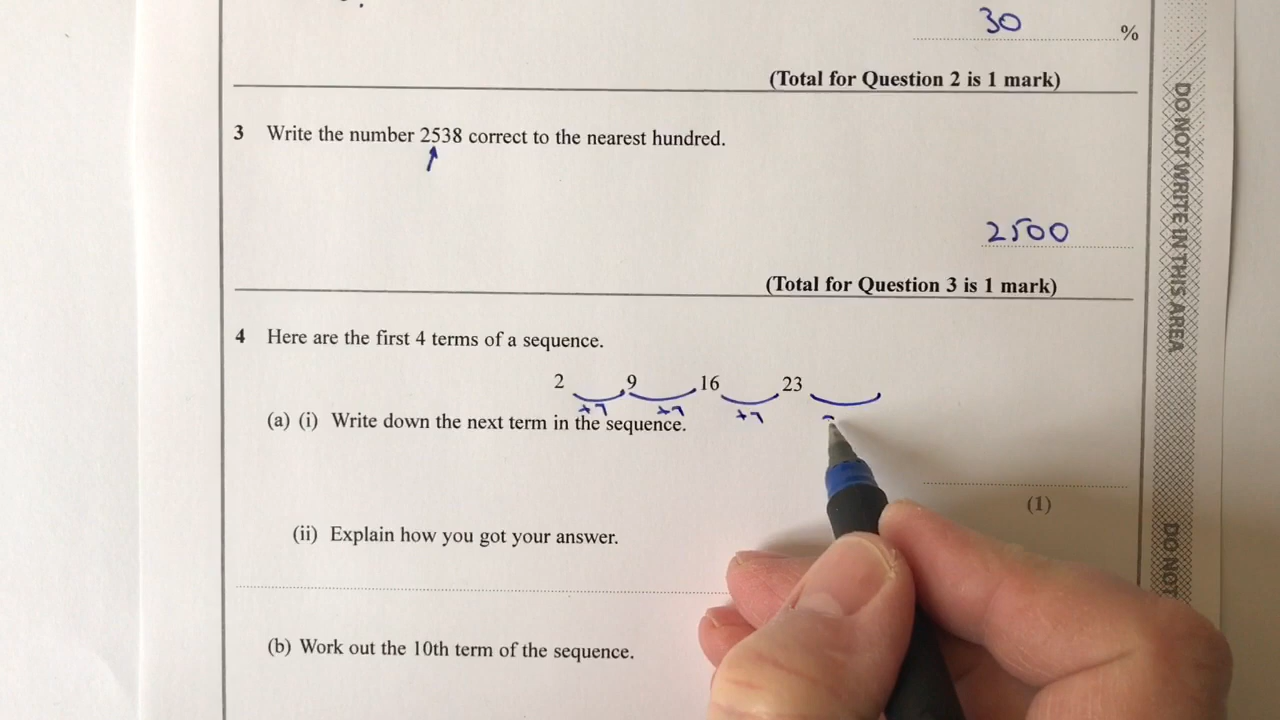 30 %
(Total for Question 2 is 1 mark)
3 Write the number 2538 correct to the nearest hundred.
2500
(Total for Question 3 is 1 mark)
4 Here are the first 4 terms of a sequence.
2 9 16 23
+7 +7 +7
(a) (i) Write down the next term in the sequence.
(1)
(ii) Explain how you got your answer.
(b) Work out the 10th term of the sequence.
DO NOT WRITE IN THIS AREA
DO NOT